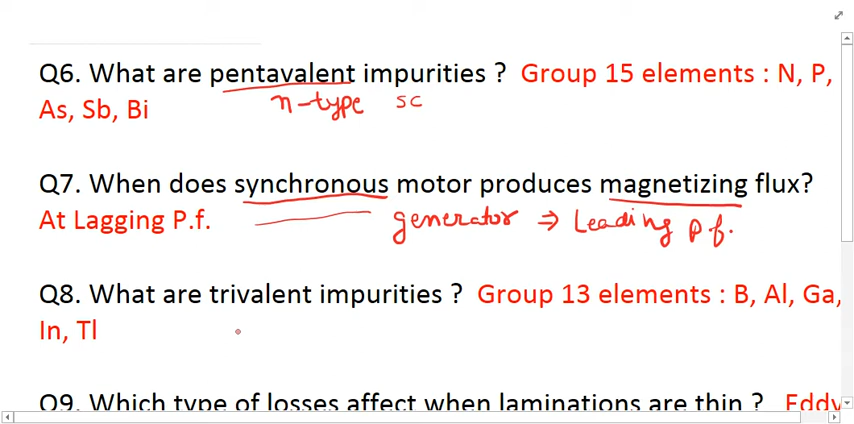 Q6. What are pentavalent impurities ? Group 15 elements : N, P,
As, Sb, Bi
n-type sc
Q7. When does synchronous motor produces magnetizing flux?
At Lagging P.f. generator → Leading p.f.
Q8. What are trivalent impurities ? Group 13 elements : B, Al, Ga,
In, Tl
Q9. Which type of losses affect when laminations are thin ? Eddy